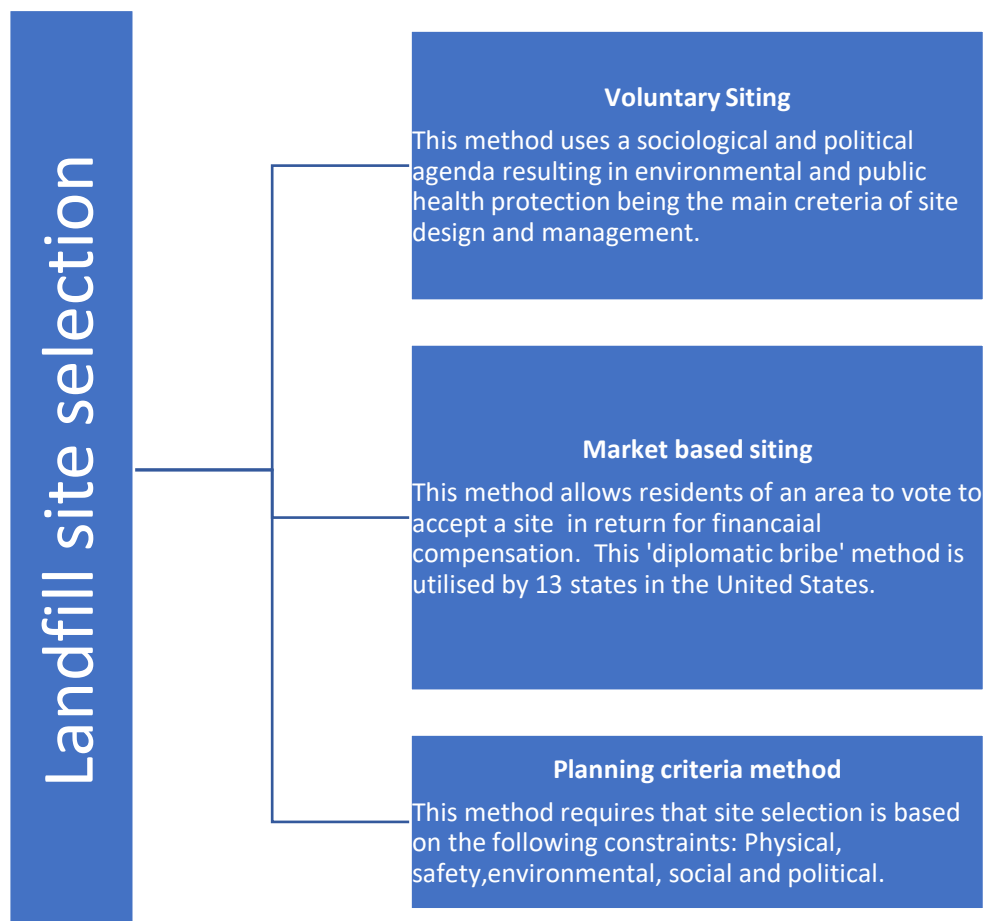 Landfill site selection
Voluntary Siting
This method uses a sociological and political
agenda resulting in environmental and public
health protection being the main creteria of site
design and management.
Market based siting
This method allows residents of an area to vote to
accept a site  in return for financaial
compensation.  This 'diplomatic bribe' method is
utilised by 13 states in the United States.
Planning criteria method
This method requires that site selection is based
on the following constraints: Physical,
safety,environmental, social and political.